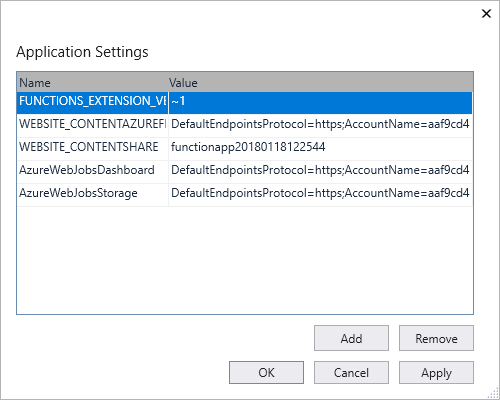 Application Settings
Name Value
FUNCTIONS_EXTENSION_VE ~1
WEBSITE_CONTENTAZUREFI DefaultEndpointsProtocol=https;AccountName=aaf9cd4
WEBSITE_CONTENTSHARE functionapp20180118122544
AzureWebJobsDashboard DefaultEndpointsProtocol=https;AccountName=aaf9cd4
AzureWebJobsStorage DefaultEndpointsProtocol=https;AccountName=aaf9cd4
Add Remove
OK Cancel Apply